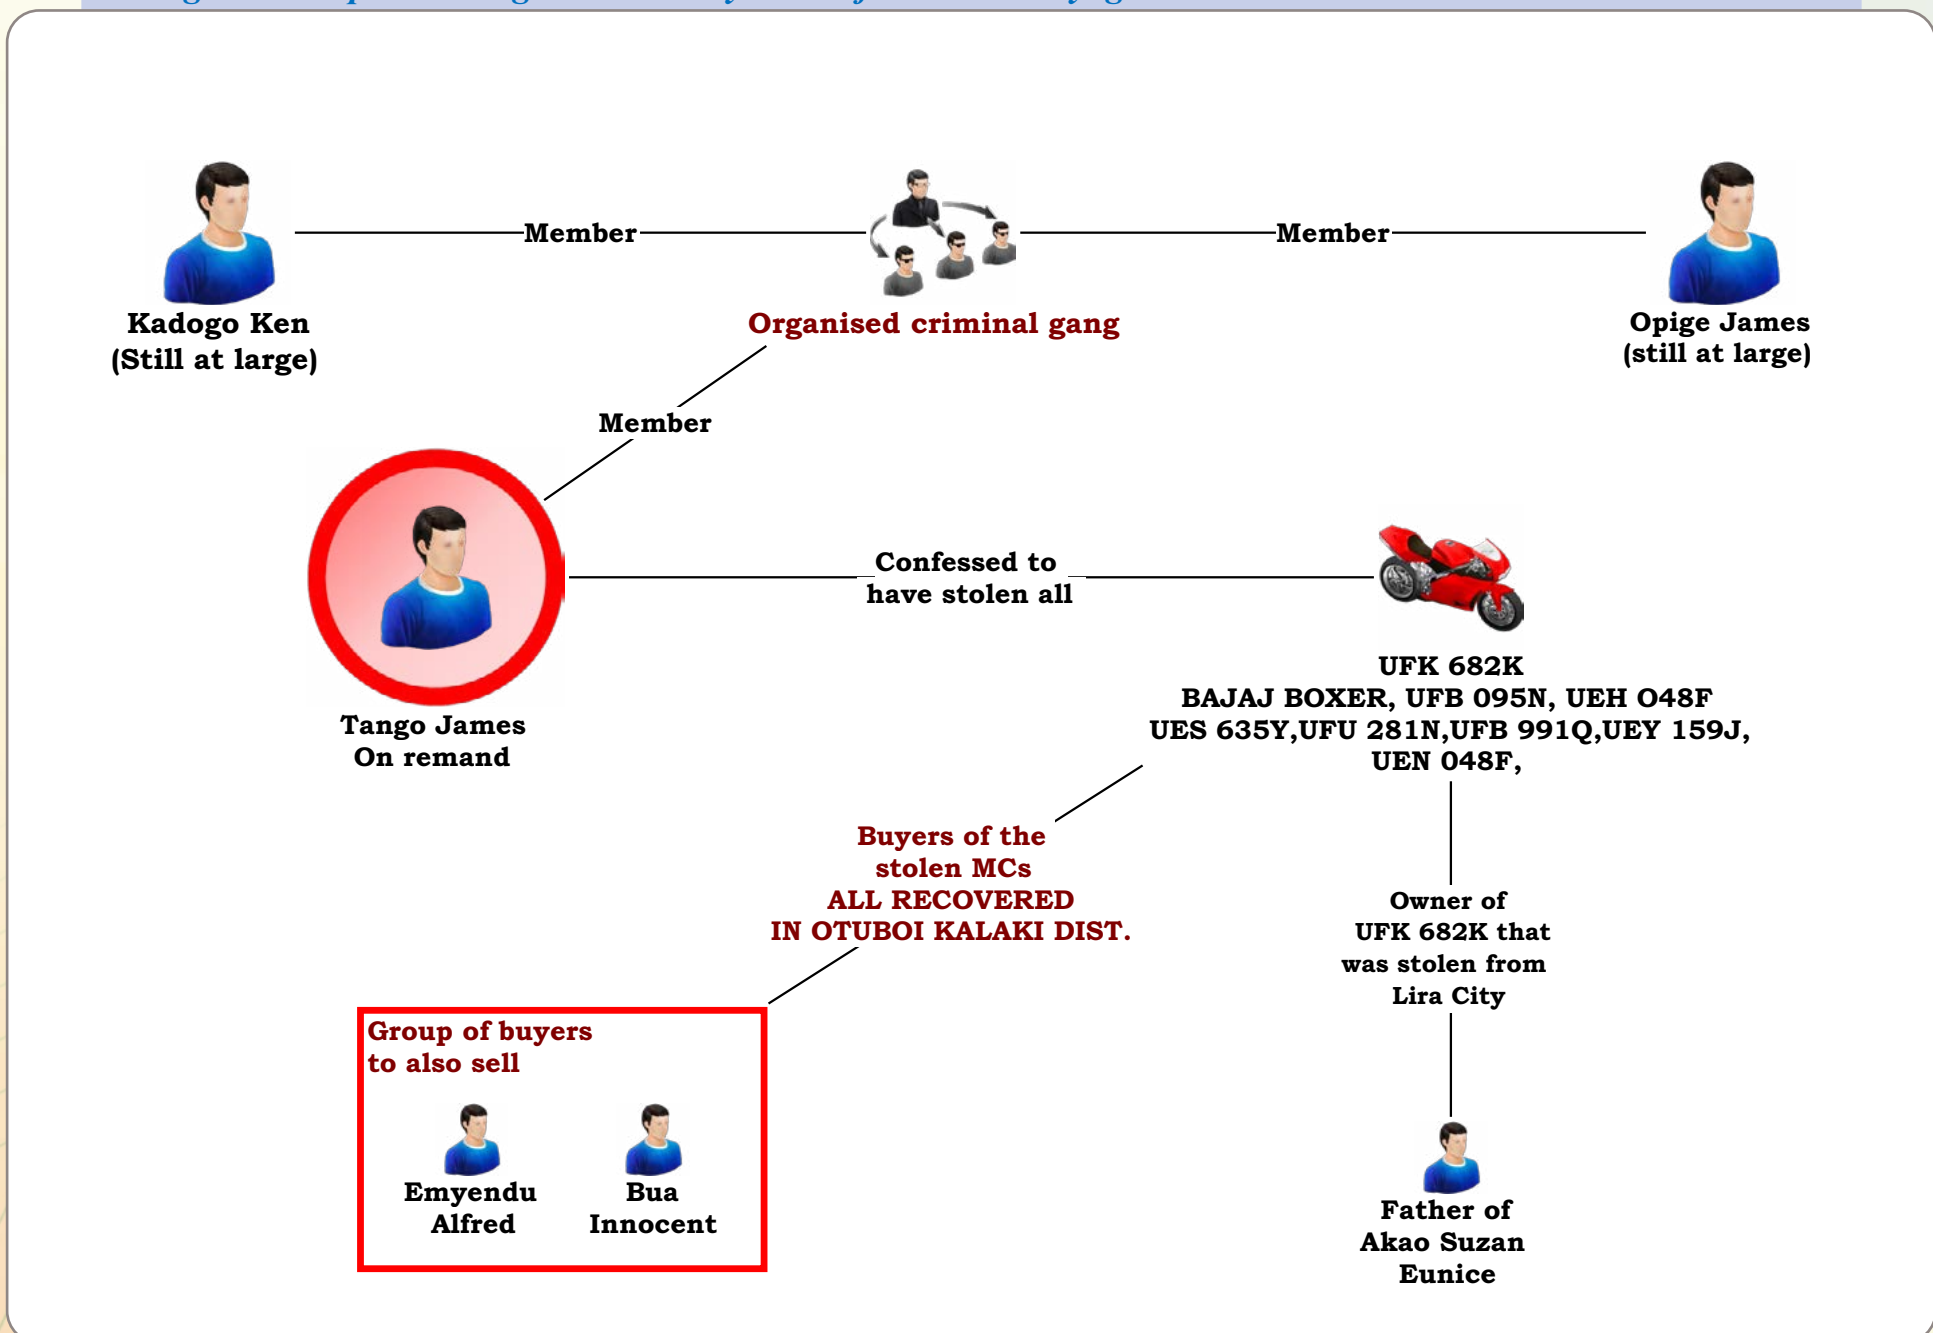 Member
Member
Kadogo Ken
(Still at large)
Organised criminal gang
Opige James
(still at large)
Member
Confessed to
have stolen all
Tango James
On remand
UFK 682K
BAJAJ BOXER, UFB 095N, UEH O48F
UES 635Y,UFU 281N,UFB 991Q,UEY 159J,
UEN 048F,
Buyers of the
stolen MCs
ALL RECOVERED
IN OTUBOI KALAKI DIST.
Owner of
UFK 682K that
was stolen from
Lira City
Group of buyers
to also sell
Emyendu
Alfred
Bua
Innocent
Father of
Akao Suzan
Eunice